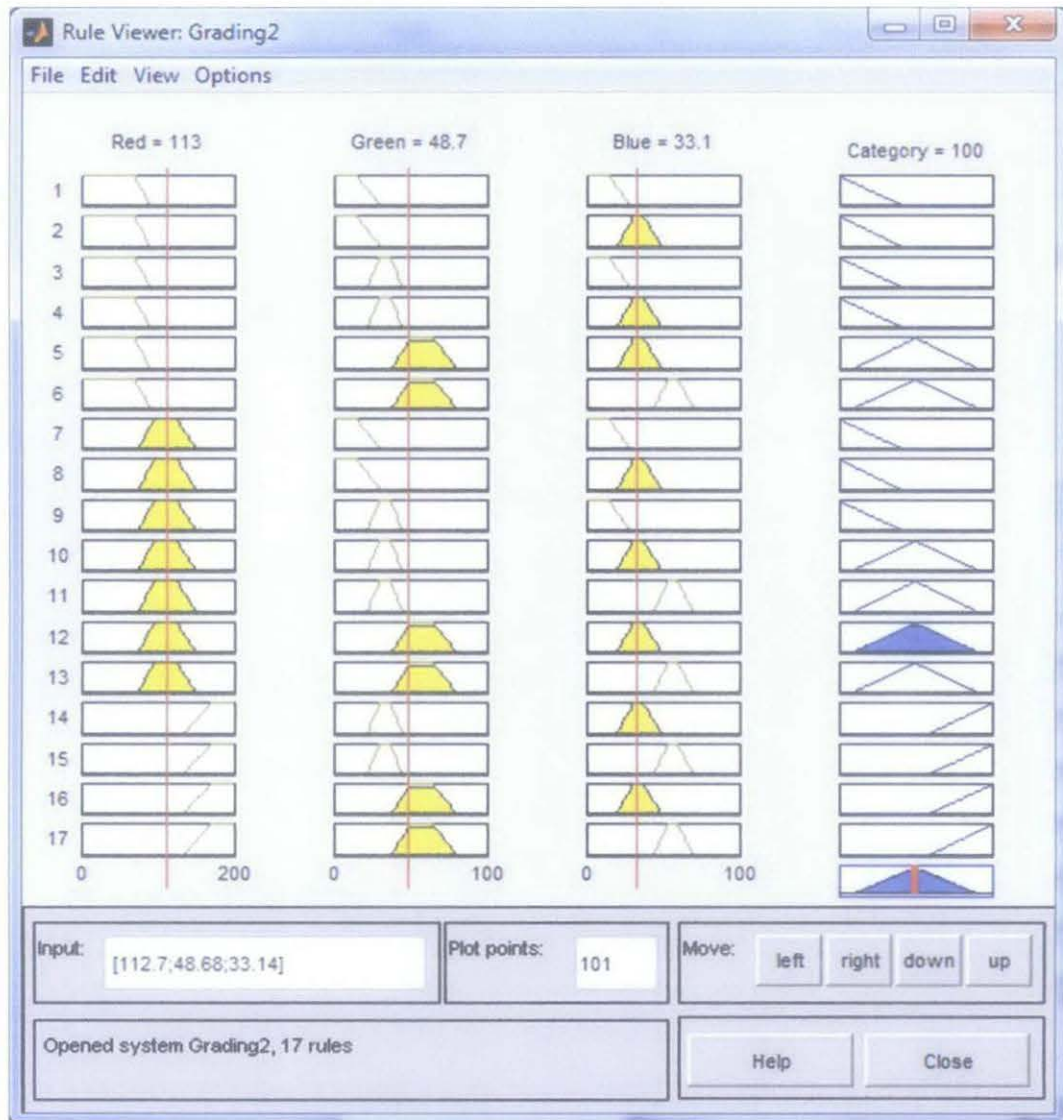 Rule Viewer: Grading2
File Edit View Options
Red = 113
Green = 48.7
Blue = 33.1
Category = 100
1
2
3
4
5
6
7
8
9
10
11
12
13
14
15
16
17
0 200
0 100
0 100
Input: [112.7;48.68;33.14]
Plot points: 101
Move: left right down up
Opened system Grading2, 17 rules
Help Close